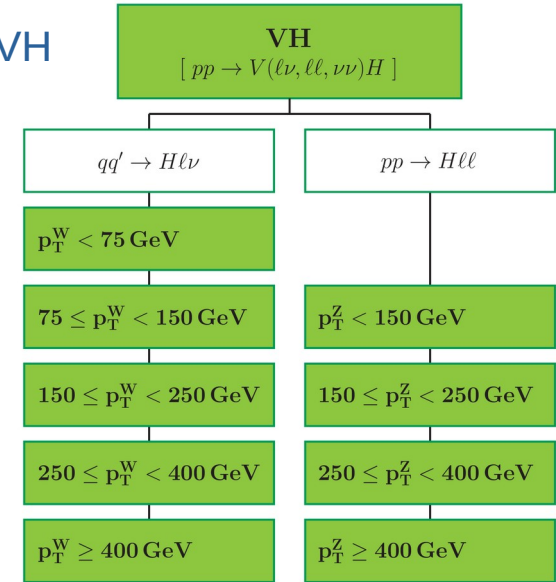 VH
VH
[ pp → V(ℓν, ℓℓ, νν)H ]
qq′ → Hℓν
pp → Hℓℓ
p_T^W < 75 GeV
75 ≤ p_T^W < 150 GeV
p_T^Z < 150 GeV
150 ≤ p_T^W < 250 GeV
150 ≤ p_T^Z < 250 GeV
250 ≤ p_T^W < 400 GeV
250 ≤ p_T^Z < 400 GeV
p_T^W ≥ 400 GeV
p_T^Z ≥ 400 GeV